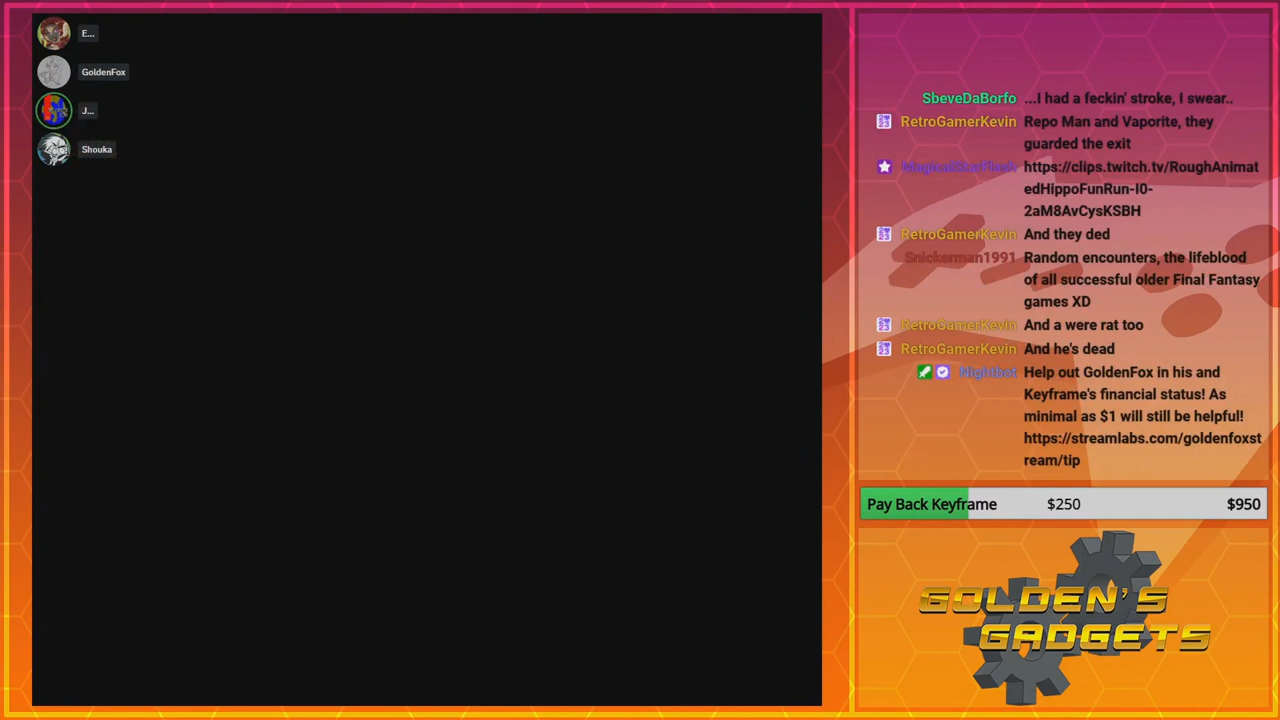 E...
GoldenFox
J...
Shouka
SbeveDaBorfo ...I had a feckin' stroke, I swear..
RetroGamerKevin Repo Man and Vaporite, they
guarded the exit
MagicalStarFlash https://clips.twitch.tv/RoughAnimat
edHippoFunRun-I0-
2aM8AvCysKSBH
RetroGamerKevin And they ded
Snickerman1991 Random encounters, the lifeblood
of all successful older Final Fantasy
games XD
RetroGamerKevin And a were rat too
RetroGamerKevin And he's dead
Nightbot Help out GoldenFox in his and
Keyframe's financial status! As
minimal as $1 will still be helpful!
https://streamlabs.com/goldenfoxst
ream/tip
Pay Back Keyframe $250 $950
GOLDEN'S
GADGETS